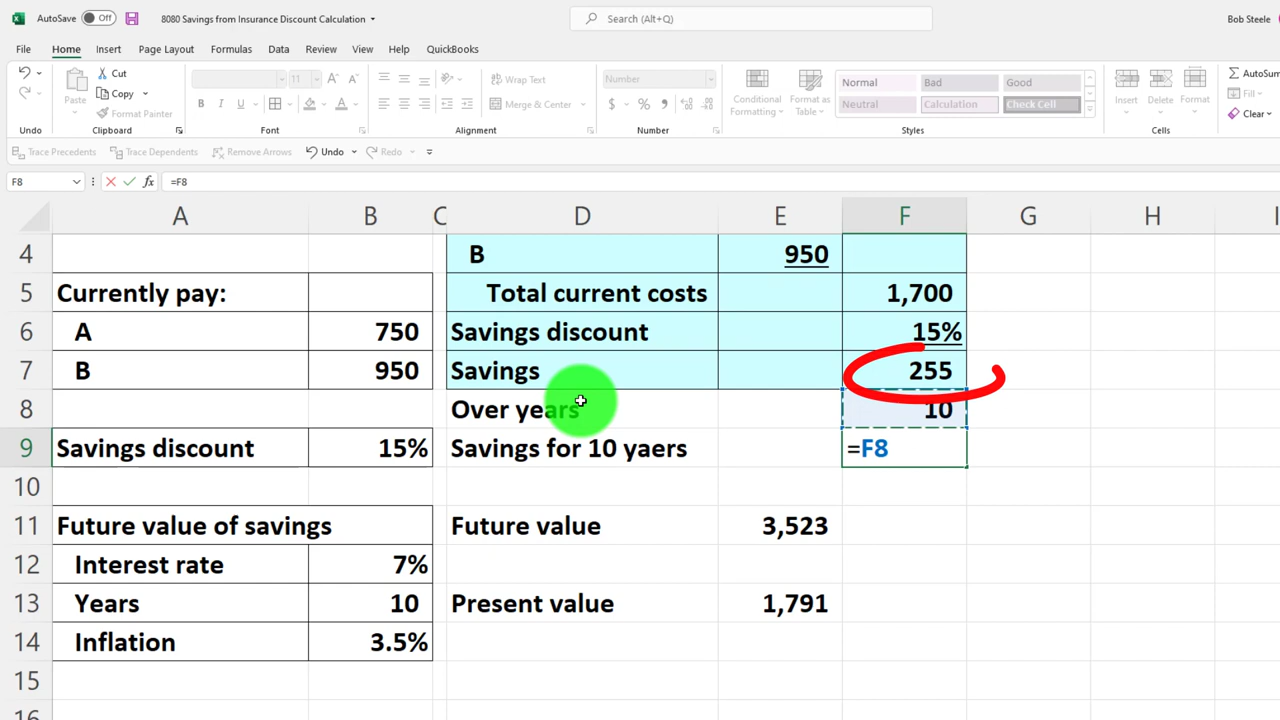 AutoSave Off 8080 Savings from Insurance Discount Calculation Search (Alt+Q) Bob Steele
File Home Insert Page Layout Formulas Data Review View Help QuickBooks
Cut
Copy
Paste
Format Painter
11
Wrap Text
Merge & Center
Number
Conditional Formatting
Format as Table
Normal Bad Good
Neutral Calculation Check Cell
Insert Delete Format
AutoSum
Fill
Clear
Undo Clipboard Font Alignment Number Styles Cells
Trace Precedents Trace Dependents Remove Arrows Undo Redo
F8 fx =F8
A B C D E F G H I
4 B 950
5 Currently pay: Total current costs 1,700
6 A 750 Savings discount 15%
7 B 950 Savings 255
8 Over years 10
9 Savings discount 15% Savings for 10 yaers =F8
10
11 Future value of savings Future value 3,523
12 Interest rate 7%
13 Years 10 Present value 1,791
14 Inflation 3.5%
15
16